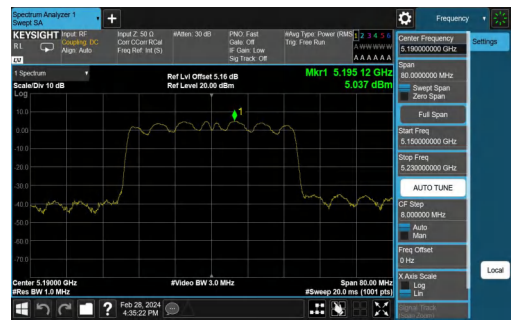 Spectrum Analyzer 1
Swept SA
Frequency
KEYSIGHT
Input: RF
Coupling: DC
Align: Auto
Input Z: 50 Ω
Corr CCorr RCal
Freq Ref: Int (S)
#Atten: 30 dB
PNO: Fast
Gate: Off
IF Gain: Low
Sig Track: Off
#Avg Type: Power (RMS
Trig: Free Run
1 2 3 4 5 6
A W W W W W
A A A A A A
RL
LV
1 Spectrum
Scale/Div 10 dB
Log
Ref Lvl Offset 5.16 dB
Ref Level 20.00 dBm
Mkr1 5.195 12 GHz
5.037 dBm
1
10.0
0.00
-10.0
-20.0
-30.0
-40.0
-50.0
-60.0
-70.0
Center 5.19000 GHz
#Res BW 1.0 MHz
#Video BW 3.0 MHz
Span 80.00 MHz
#Sweep 20.0 ms (1001 pts)
Feb 28, 2024
4:35:22 PM
Center Frequency
5.190000000 GHz
Settings
Span
80.0000000 MHz
Swept Span
Zero Span
Full Span
Start Freq
5.150000000 GHz
Stop Freq
5.230000000 GHz
AUTO TUNE
CF Step
8.000000 MHz
Auto
Man
Freq Offset
0 Hz
X Axis Scale
Log
Lin
Signal Track
Local